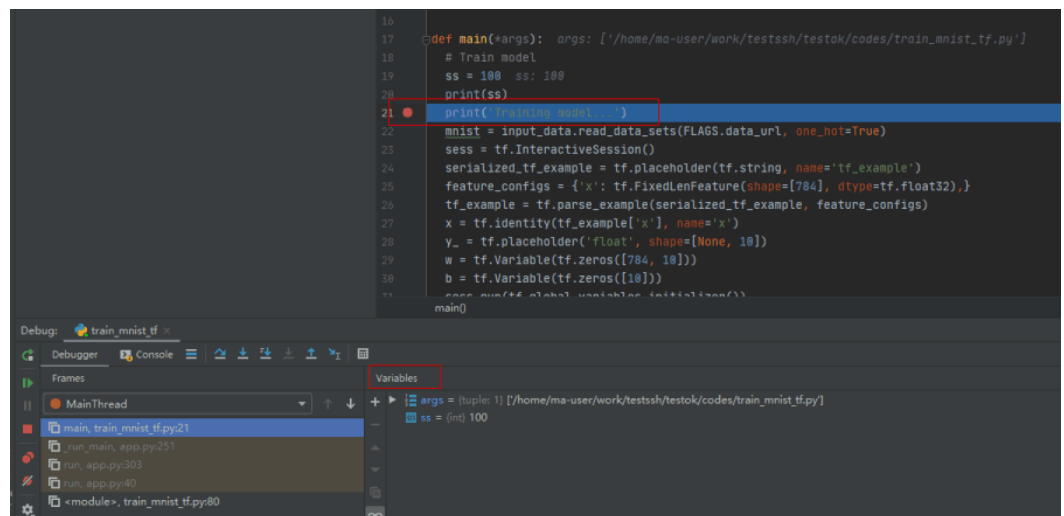 16
17 def main(*args): args: ['/home/ma-user/work/testssh/testok/codes/train_mnist_tf.py']
18 # Train model
19 ss = 100 ss: 100
20 print(ss)
21 print('Training model...')
22 mnist = input_data.read_data_sets(FLAGS.data_url, one_hot=True)
23 sess = tf.InteractiveSession()
24 serialized_tf_example = tf.placeholder(tf.string, name='tf_example')
25 feature_configs = {'x': tf.FixedLenFeature(shape=[784], dtype=tf.float32),}
26 tf_example = tf.parse_example(serialized_tf_example, feature_configs)
27 x = tf.identity(tf_example['x'], name='x')
28 y_ = tf.placeholder('float', shape=[None, 10])
29 w = tf.Variable(tf.zeros([784, 10]))
30 b = tf.Variable(tf.zeros([10]))
31 sess.run(tf.global_variables_initializer())
main()
Debug: train_mnist_tf
Debugger Console
Frames Variables
MainThread
args = {tuple: 1} ['/home/ma-user/work/testssh/testok/codes/train_mnist_tf.py']
ss = {int} 100
main, train_mnist_tf.py:21
_run_main, app.py:251
run, app.py:303
run, app.py:40
<module>, train_mnist_tf.py:80